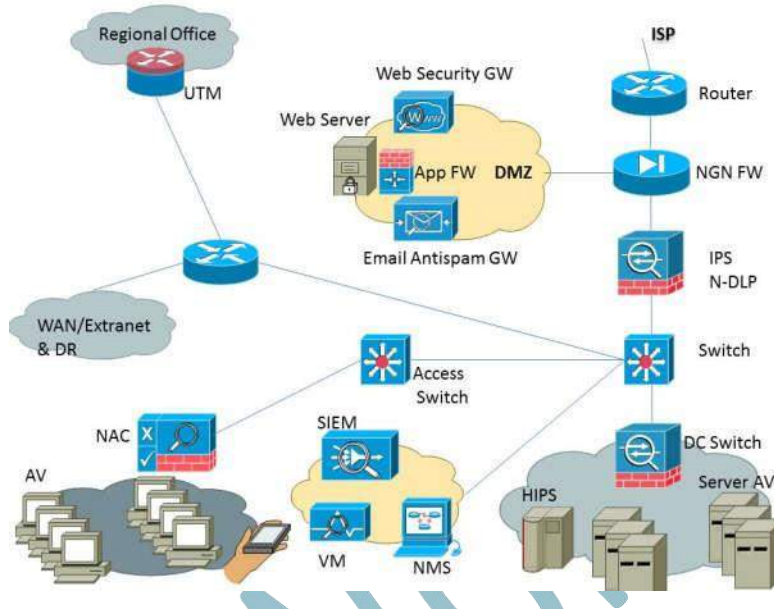 Regional Office
UTM
ISP
Router
Web Security GW
Web Server
App FW
DMZ
NGN FW
Email Antispam GW
IPS
N-DLP
WAN/Extranet
& DR
Access
Switch
Switch
NAC
SIEM
DC Switch
AV
HIPS
Server AV
VM
NMS